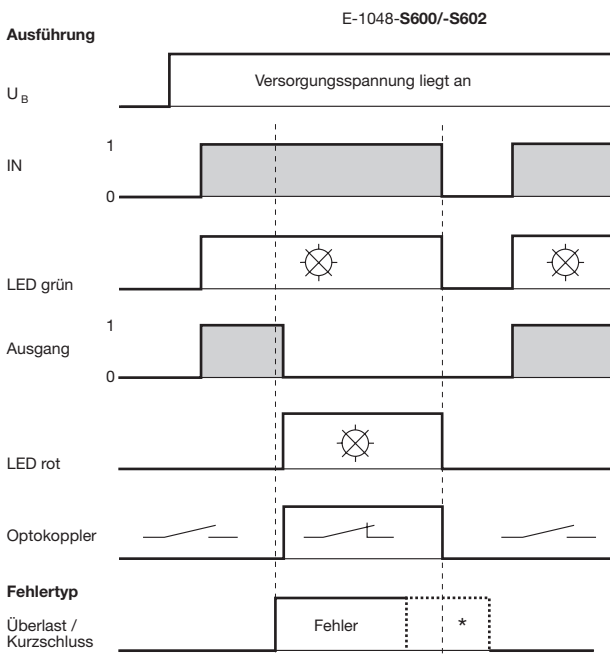 E-1048-S600/-S602
Ausführung
Versorgungsspannung liegt an
U B
1
IN
0
LED grün
1
Ausgang
0
LED rot
Optokoppler
Fehlertyp
Überlast /
Kurzschluss
Fehler
*